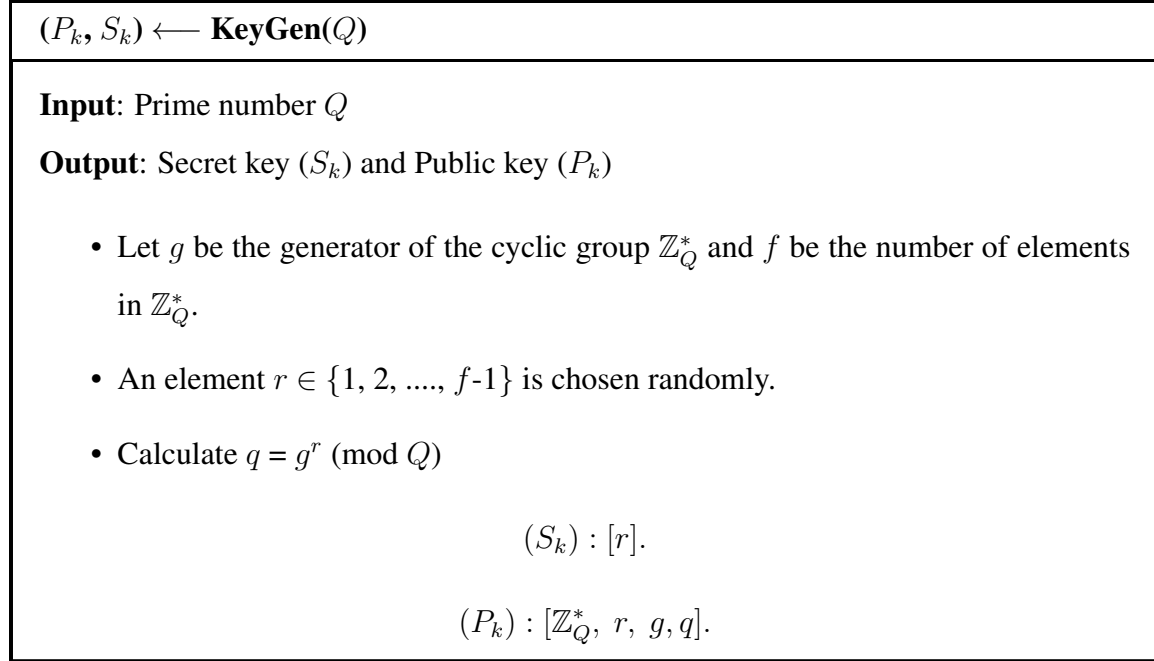 (P_k, S_k) ⟵ KeyGen(Q)
Input: Prime number Q
Output: Secret key (S_k) and Public key (P_k)
• Let g be the generator of the cyclic group ℤ*_Q and f be the number of elements
in ℤ*_Q.
• An element r ∈ {1, 2, ...., f-1} is chosen randomly.
• Calculate q = g^r (mod Q)
(S_k) : [r].
(P_k) : [ℤ*_Q, r, g, q].